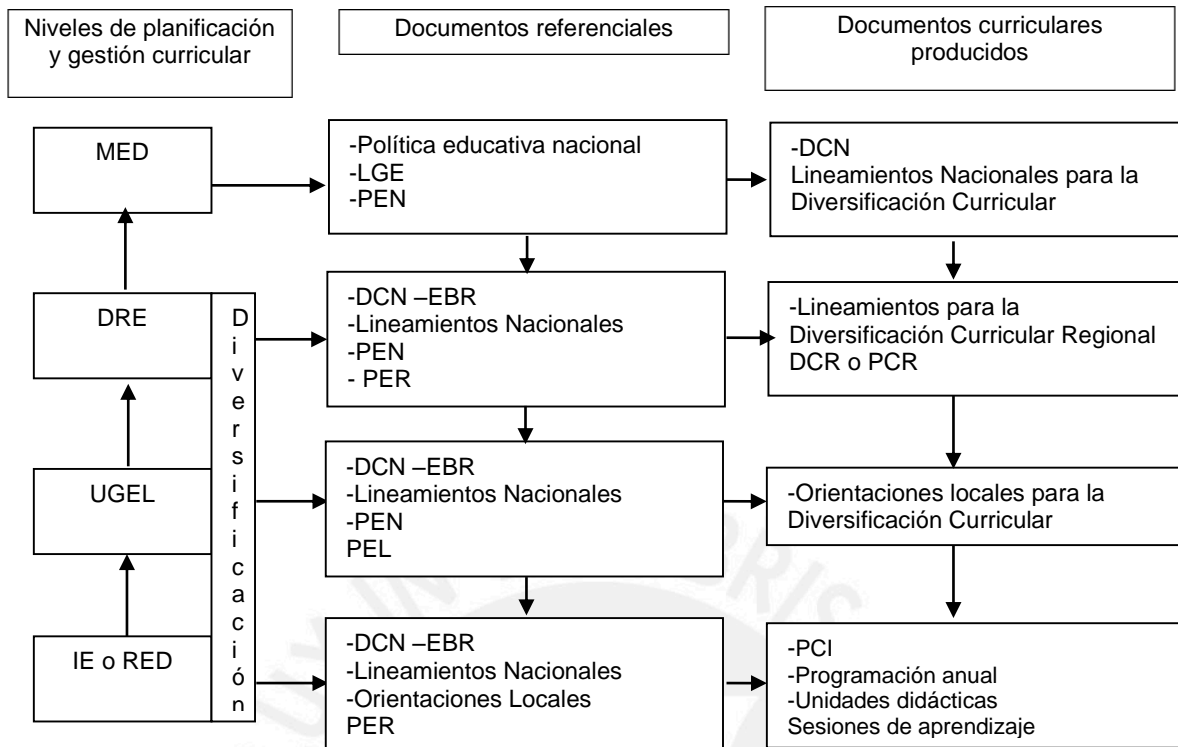 Niveles de planificación
y gestión curricular
Documentos referenciales
Documentos curriculares
producidos
MED
-Política educativa nacional
-LGE
-PEN
-DCN
Lineamientos Nacionales para la
Diversificación Curricular
DRE
Diversificación
-DCN –EBR
-Lineamientos Nacionales
-PEN
- PER
-Lineamientos para la
Diversificación Curricular Regional
DCR o PCR
UGEL
-DCN –EBR
-Lineamientos Nacionales
-PEN
PEL
-Orientaciones locales para la
Diversificación Curricular
IE o RED
-DCN –EBR
-Lineamientos Nacionales
-Orientaciones Locales
PER
-PCI
-Programación anual
-Unidades didácticas
Sesiones de aprendizaje